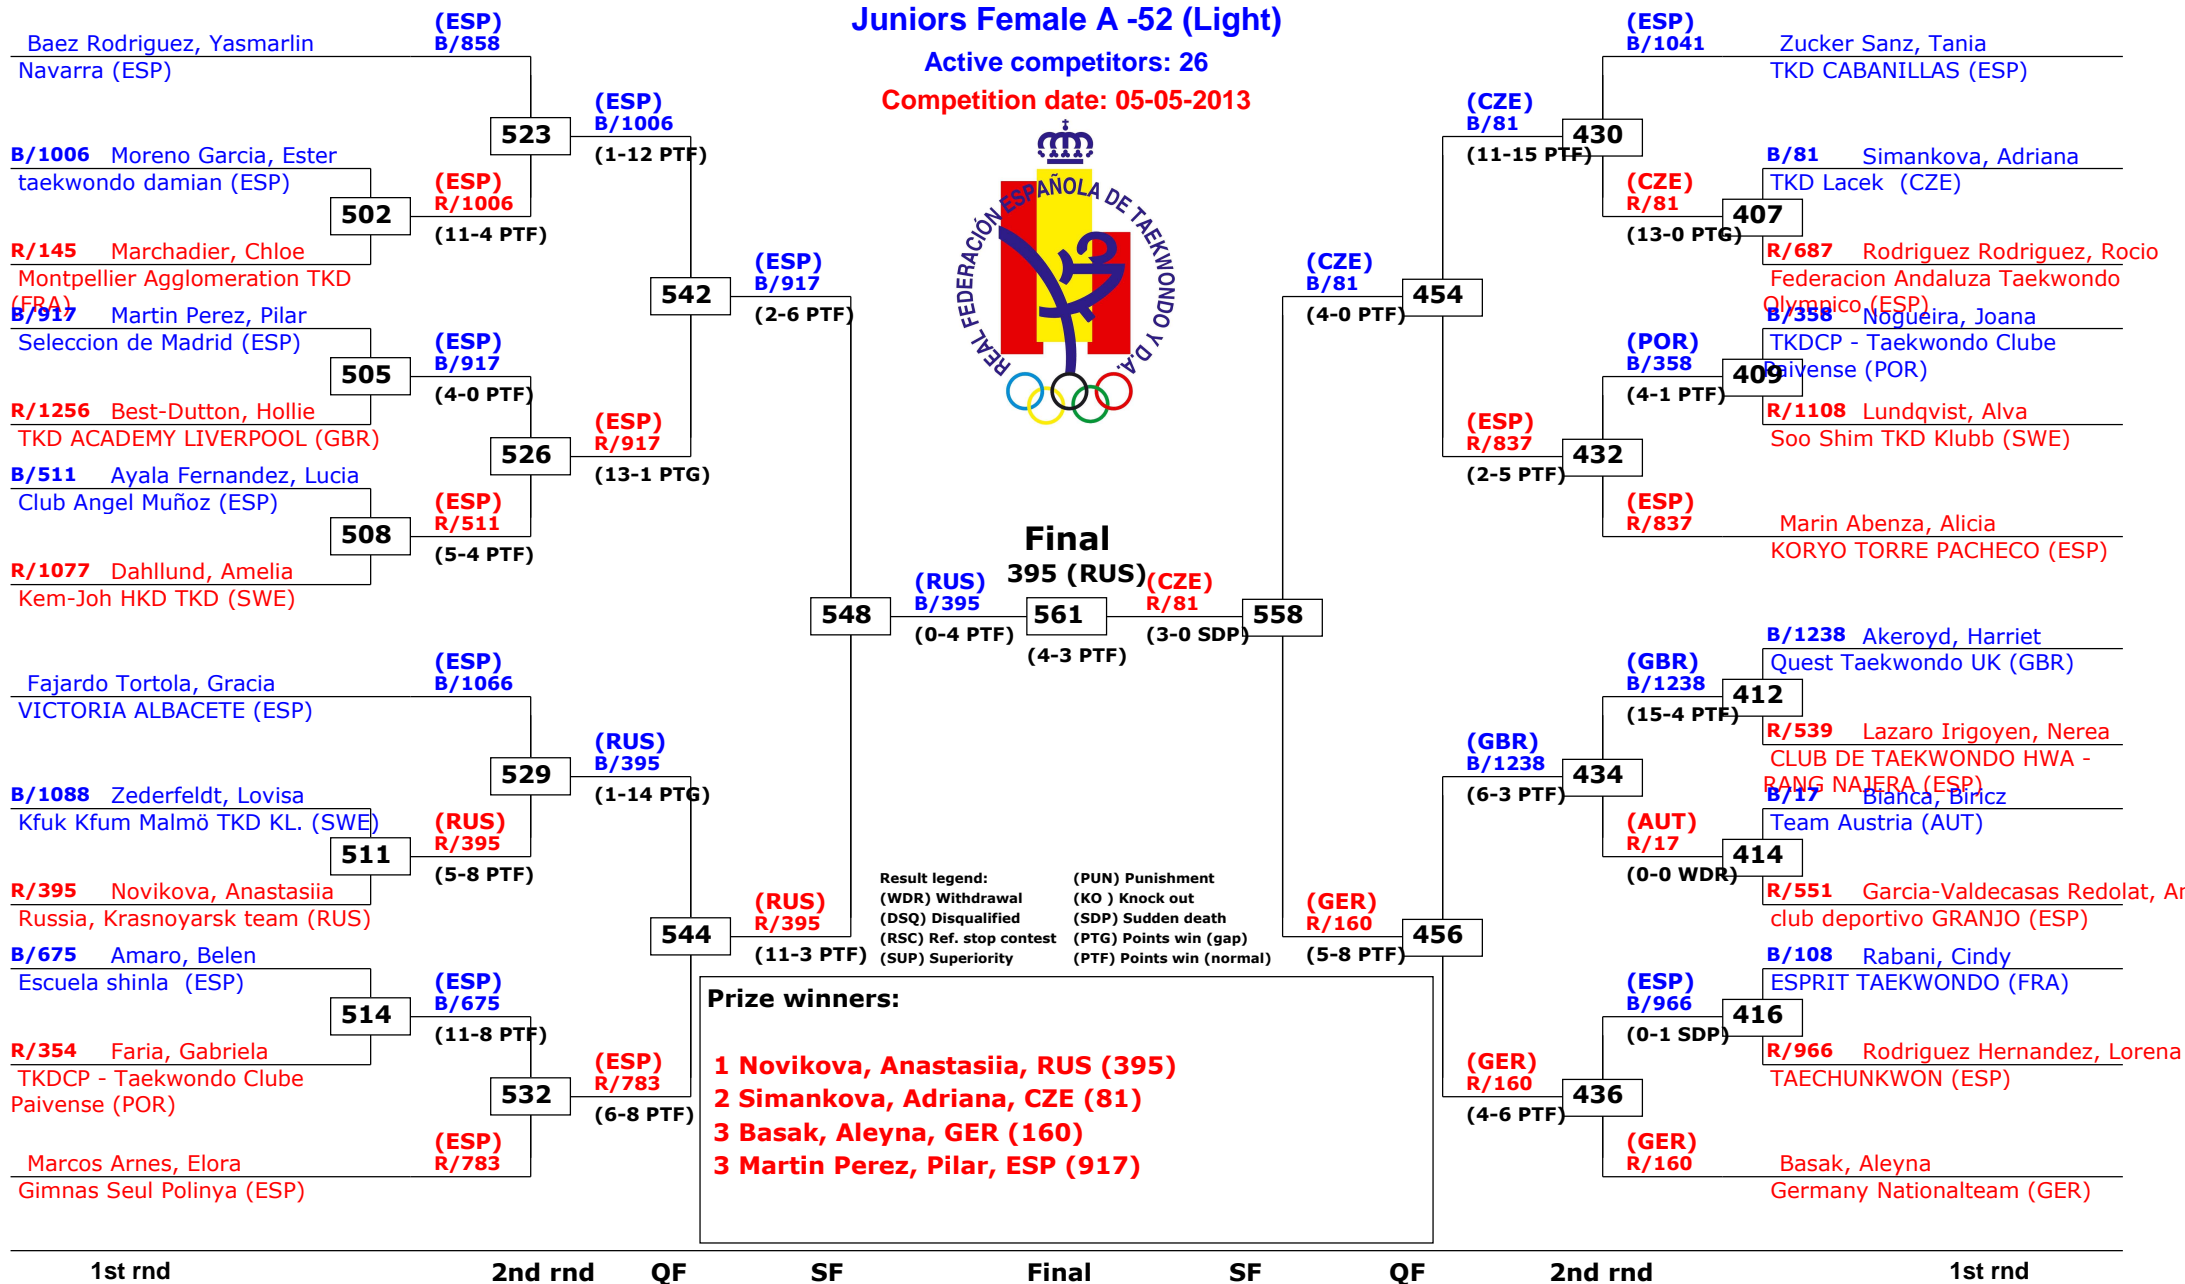 Juniors Female A -52 (Light)
Active competitors: 26
Competition date: 05-05-2013
REAL FEDERACIÓN ESPAÑOLA DE TAEKWONDO Y D.A.
Baez Rodriguez, Yasmarlin
Navarra (ESP)
(ESP)
B/858
B/1006 Moreno Garcia, Ester
taekwondo damian (ESP)
502
R/145 Marchadier, Chloe
Montpellier Agglomeration TKD
(FRA)
(ESP)
R/1006
(11-4 PTF)
523
(ESP)
B/1006
(1-12 PTF)
B/917 Martin Perez, Pilar
Seleccion de Madrid (ESP)
505
R/1256 Best-Dutton, Hollie
TKD ACADEMY LIVERPOOL (GBR)
(ESP)
B/917
(4-0 PTF)
B/511 Ayala Fernandez, Lucia
Club Angel Muñoz (ESP)
508
R/1077 Dahllund, Amelia
Kem-Joh HKD TKD (SWE)
(ESP)
R/511
(5-4 PTF)
526
(ESP)
R/917
(13-1 PTG)
542
(ESP)
B/917
(2-6 PTF)
Fajardo Tortola, Gracia
VICTORIA ALBACETE (ESP)
(ESP)
B/1066
B/1088 Zederfeldt, Lovisa
Kfuk Kfum Malmö TKD KL. (SWE)
511
R/395 Novikova, Anastasiia
Russia, Krasnoyarsk team (RUS)
(RUS)
R/395
(5-8 PTF)
529
(RUS)
B/395
(1-14 PTG)
B/675 Amaro, Belen
Escuela shinla (ESP)
514
R/354 Faria, Gabriela
TKDCP - Taekwondo Clube
Paivense (POR)
(ESP)
B/675
(11-8 PTF)
Marcos Arnes, Elora
Gimnas Seul Polinya (ESP)
(ESP)
R/783
532
(ESP)
R/783
(6-8 PTF)
544
(RUS)
R/395
(11-3 PTF)
548
(RUS)
B/395
(0-4 PTF)
Final
395 (RUS)
561
(4-3 PTF)
(CZE)
R/81
(3-0 SDP)
558
(CZE)
B/81
(4-0 PTF)
454
(CZE)
B/81
(11-15 PTF)
430
(ESP)
B/1041
Zucker Sanz, Tania
TKD CABANILLAS (ESP)
(CZE)
R/81
(13-0 PTG)
407
B/81 Simankova, Adriana
TKD Lacek (CZE)
R/687 Rodriguez Rodriguez, Rocio
Federacion Andaluza Taekwondo
Olympico (ESP)
(POR)
B/358
(4-1 PTF)
409
B/358 Nogueira, Joana
TKDCP - Taekwondo Clube
Paivense (POR)
R/1108 Lundqvist, Alva
Soo Shim TKD Klubb (SWE)
(ESP)
R/837
(2-5 PTF)
432
(ESP)
R/837
Marin Abenza, Alicia
KORYO TORRE PACHECO (ESP)
(GBR)
B/1238
(15-4 PTF)
412
B/1238 Akeroyd, Harriet
Quest Taekwondo UK (GBR)
R/539 Lazaro Irigoyen, Nerea
CLUB DE TAEKWONDO HWA -
RANG NAJERA (ESP)
(GBR)
B/1238
(6-3 PTF)
434
(AUT)
R/17
(0-0 WDR)
414
B/17 Bianca, Biricz
Team Austria (AUT)
R/551 Garcia-Valdecasas Redolat, Ar
club deportivo GRANJO (ESP)
(GER)
R/160
(5-8 PTF)
456
(ESP)
B/966
(0-1 SDP)
416
B/108 Rabani, Cindy
ESPRIT TAEKWONDO (FRA)
R/966 Rodriguez Hernandez, Lorena
TAECHUNKWON (ESP)
(GER)
R/160
(4-6 PTF)
436
(GER)
R/160
Basak, Aleyna
Germany Nationalteam (GER)
Result legend:
(WDR) Withdrawal
(DSQ) Disqualified
(RSC) Ref. stop contest
(SUP) Superiority
(PUN) Punishment
(KO ) Knock out
(SDP) Sudden death
(PTG) Points win (gap)
(PTF) Points win (normal)
Prize winners:
1 Novikova, Anastasiia, RUS (395)
2 Simankova, Adriana, CZE (81)
3 Basak, Aleyna, GER (160)
3 Martin Perez, Pilar, ESP (917)
1st rnd 2nd rnd QF SF Final SF QF 2nd rnd 1st rnd